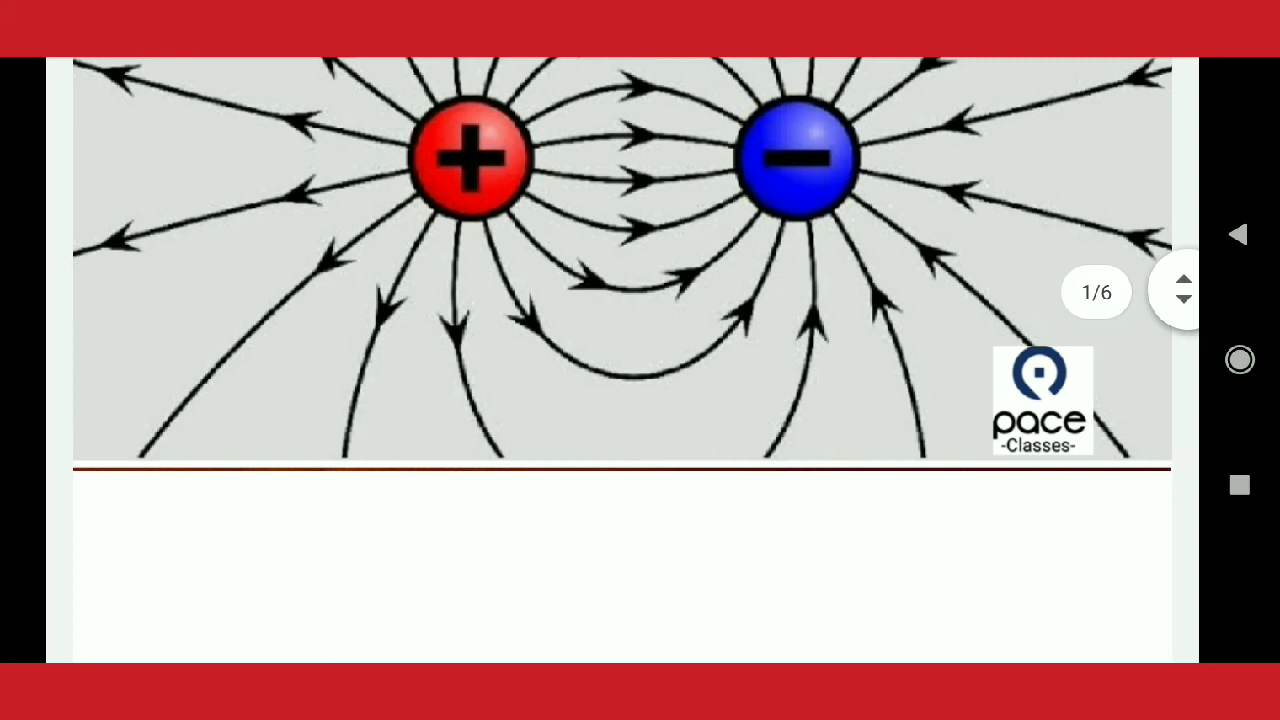 +
−
1/6
pace
-Classes-